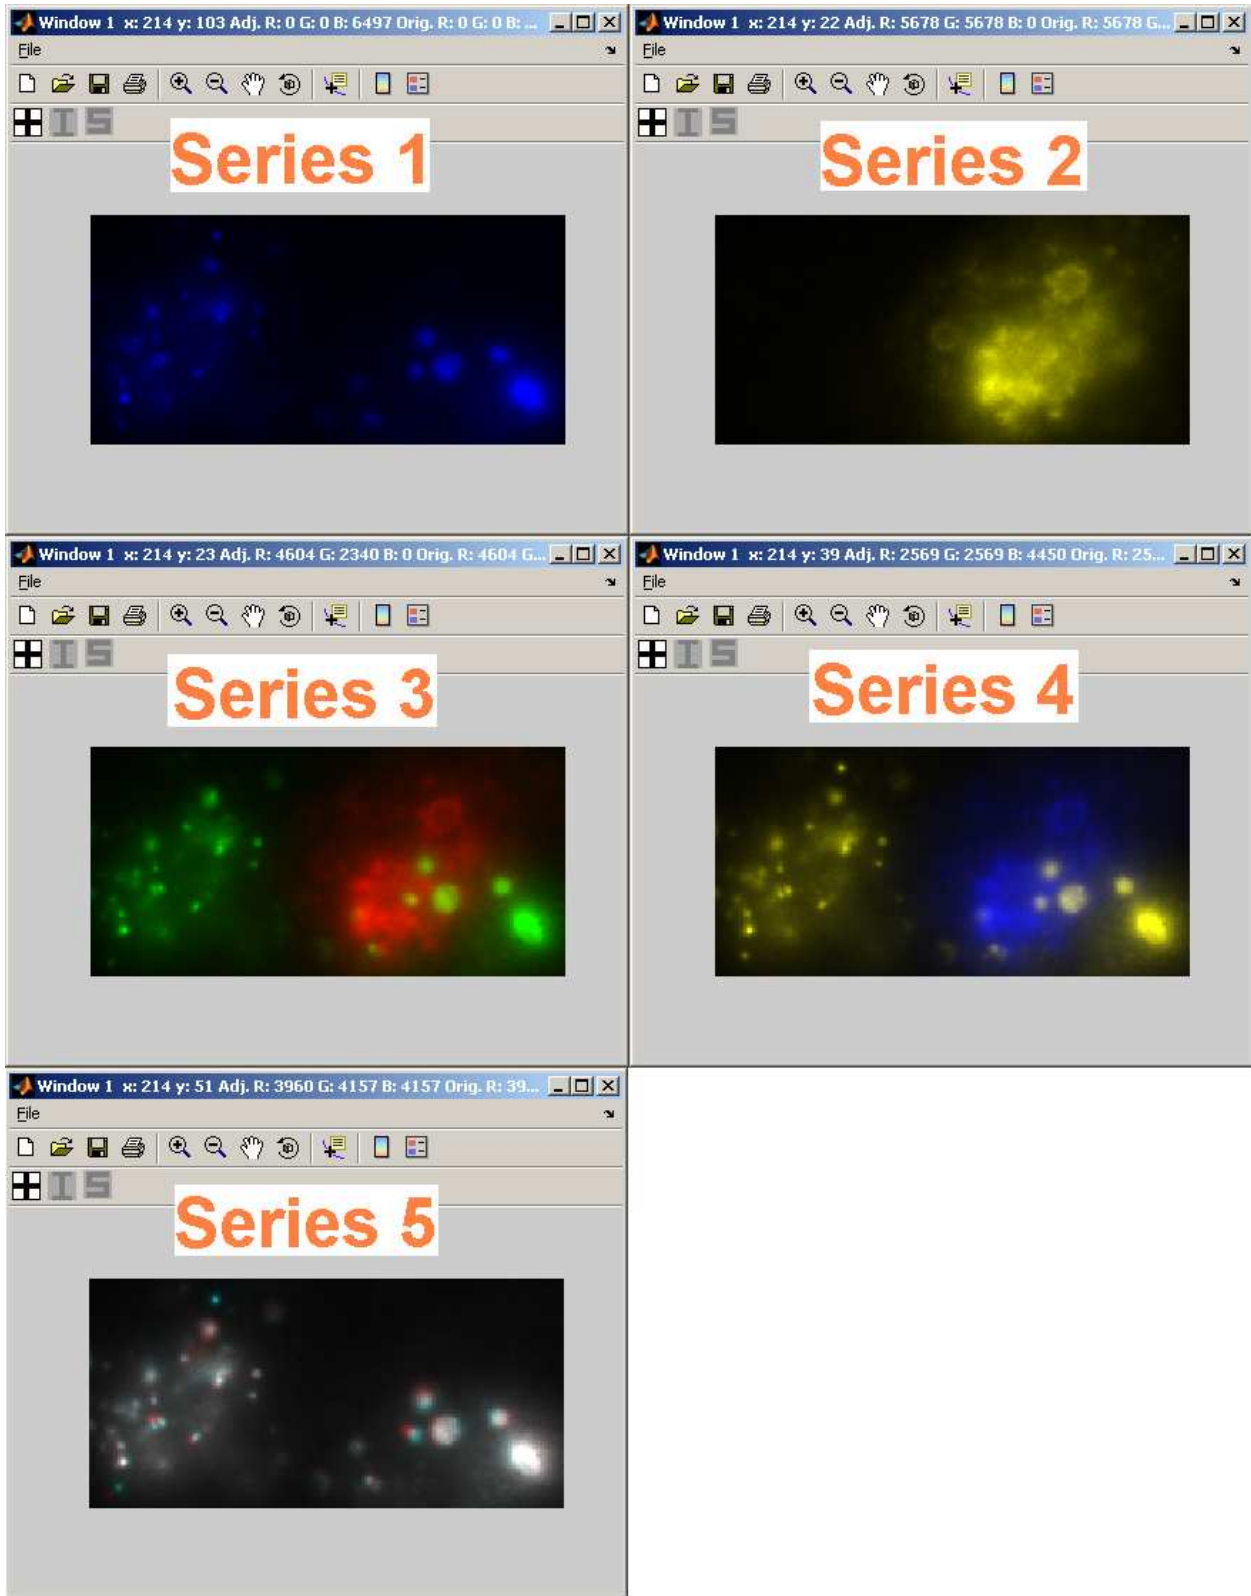 Window 1 x: 214 y: 103 Adj. R: 0 G: 0 B: 6497 Orig. R: 0 G: 0 B: ...
File
Series 1
Window 1 x: 214 y: 22 Adj. R: 5678 G: 5678 B: 0 Orig. R: 5678 G...
File
Series 2
Window 1 x: 214 y: 23 Adj. R: 4604 G: 2340 B: 0 Orig. R: 4604 G...
File
Series 3
Window 1 x: 214 y: 39 Adj. R: 2569 G: 2569 B: 4450 Orig. R: 25...
File
Series 4
Window 1 x: 214 y: 51 Adj. R: 3960 G: 4157 B: 4157 Orig. R: 39...
File
Series 5